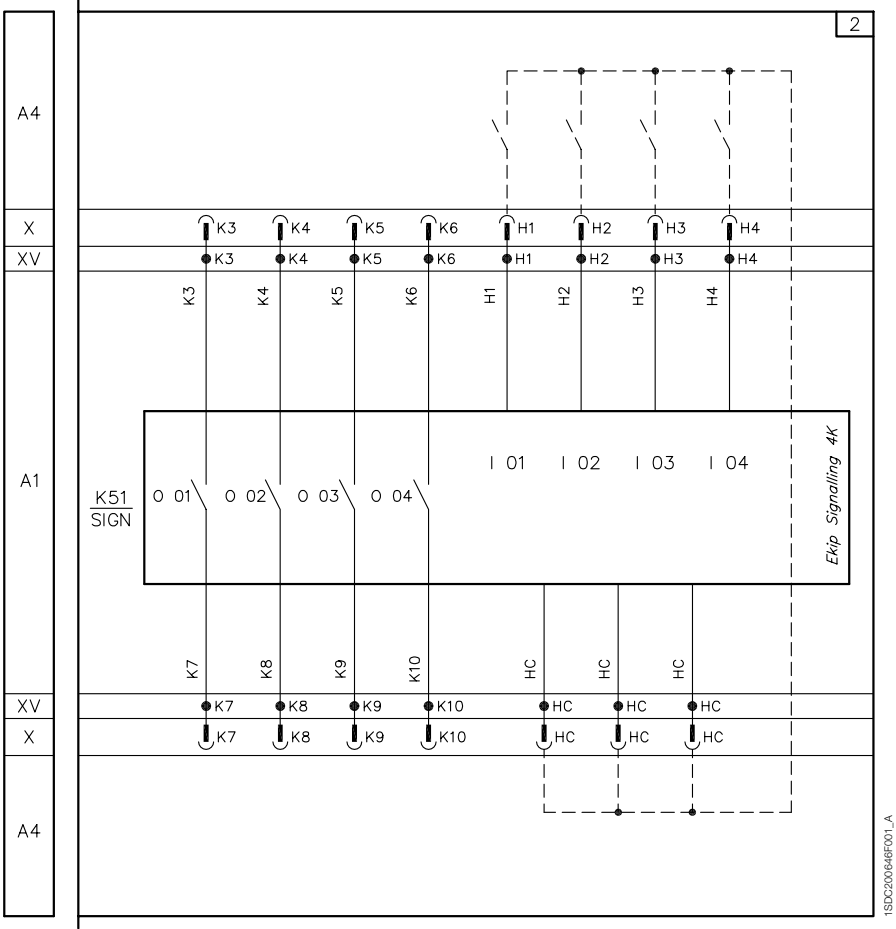 2
A4
X K3 K4 K5 K6 H1 H2 H3 H4
XV K3 K4 K5 K6 H1 H2 H3 H4
K3 K4 K5 K6 H1 H2 H3 H4
A1
I 01 I 02 I 03 I 04
Ekip Signalling 4K
K51
SIGN
O 01 O 02 O 03 O 04
K7 K8 K9 K10 HC HC HC
XV K7 K8 K9 K10 HC HC HC
X K7 K8 K9 K10 HC HC HC
A4
1SDC200646F001_A